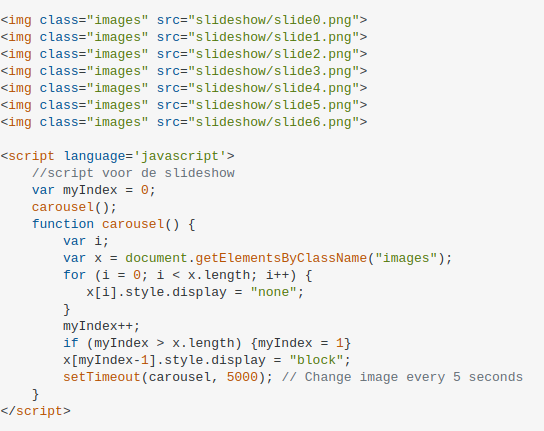 <img class="images" src="slideshow/slide0.png">
<img class="images" src="slideshow/slide1.png">
<img class="images" src="slideshow/slide2.png">
<img class="images" src="slideshow/slide3.png">
<img class="images" src="slideshow/slide4.png">
<img class="images" src="slideshow/slide5.png">
<img class="images" src="slideshow/slide6.png">

<script language='javascript'>
    //script voor de slideshow
    var myIndex = 0;
    carousel();
    function carousel() {
        var i;
        var x = document.getElementsByClassName("images");
        for (i = 0; i < x.length; i++) {
           x[i].style.display = "none";
        }
        myIndex++;
        if (myIndex > x.length) {myIndex = 1}
        x[myIndex-1].style.display = "block";
        setTimeout(carousel, 5000); // Change image every 5 seconds
    }
</script>